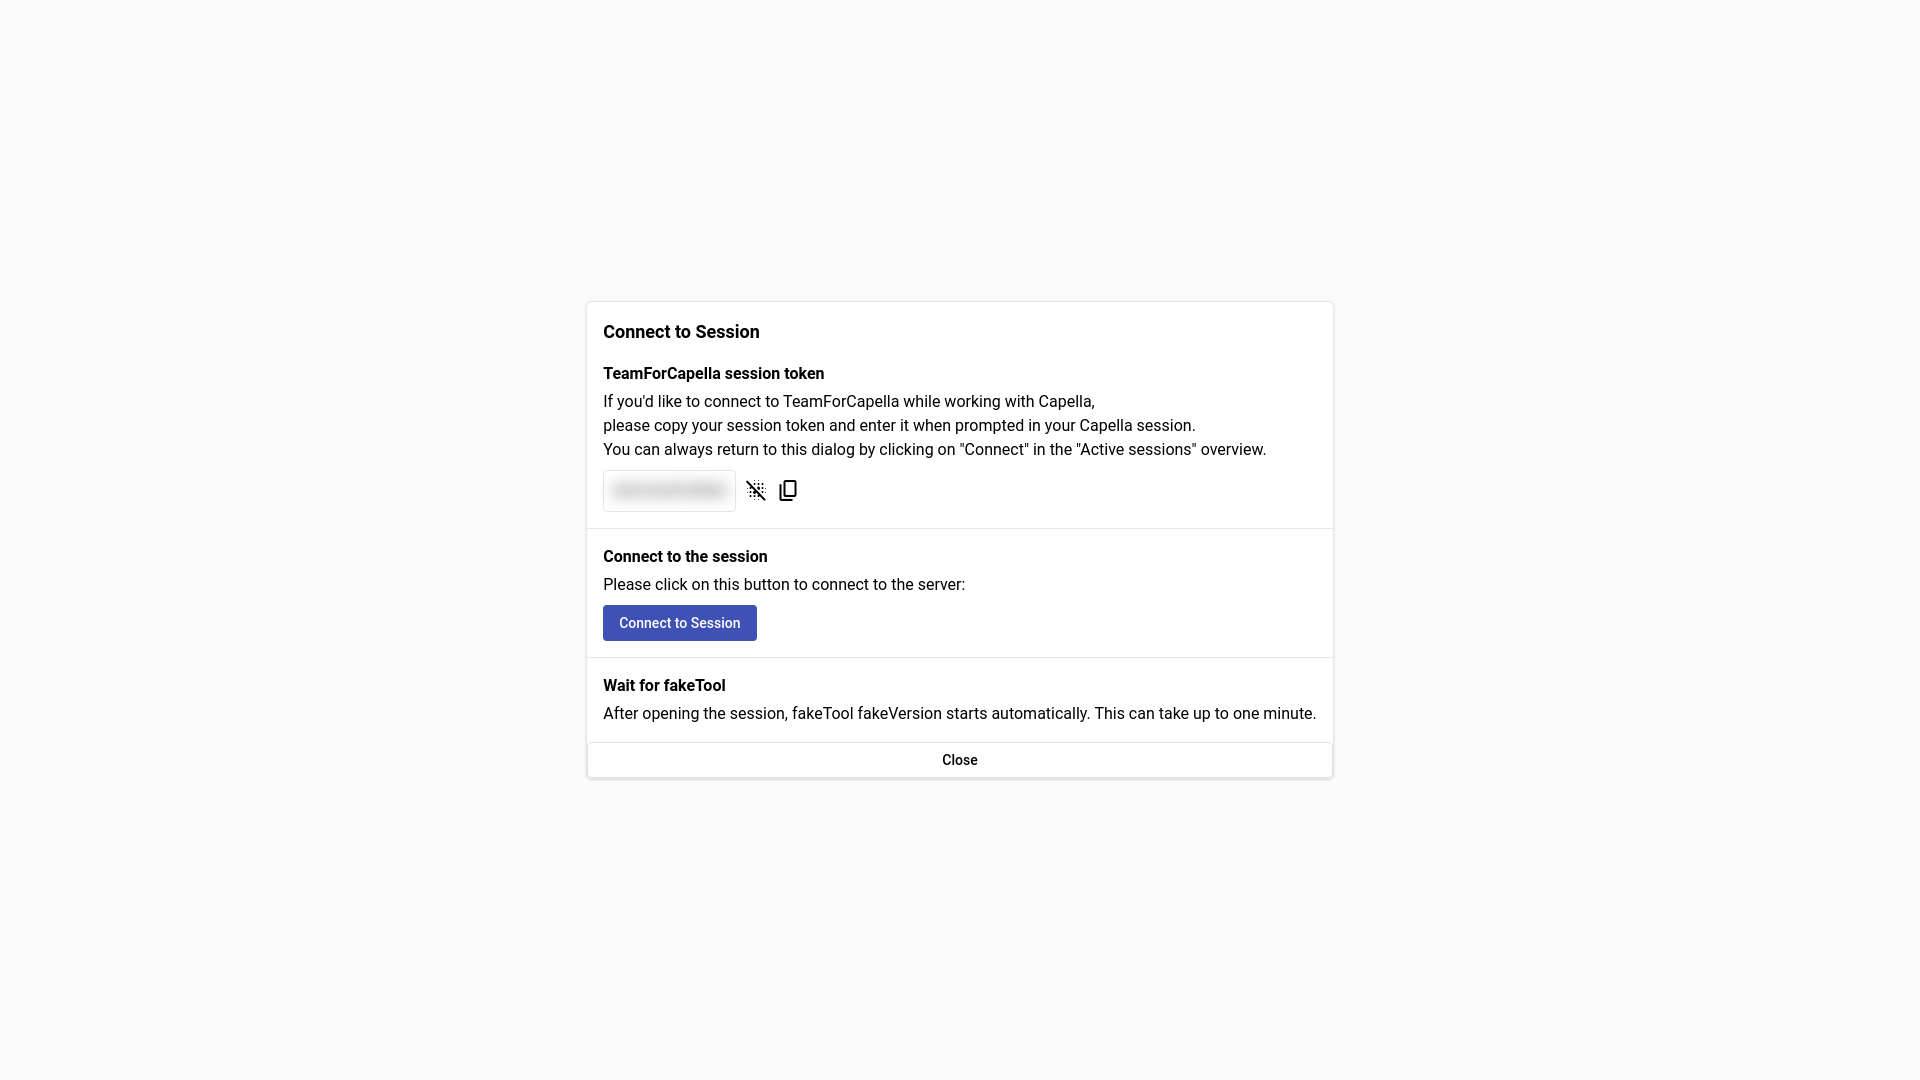 Connect to Session
TeamForCapella session token
If you'd like to connect to TeamForCapella while working with Capella,
please copy your session token and enter it when prompted in your Capella session.
You can always return to this dialog by clicking on "Connect" in the "Active sessions" overview.
Connect to the session
Please click on this button to connect to the server:
Connect to Session
Wait for fakeTool
After opening the session, fakeTool fakeVersion starts automatically. This can take up to one minute.
Close